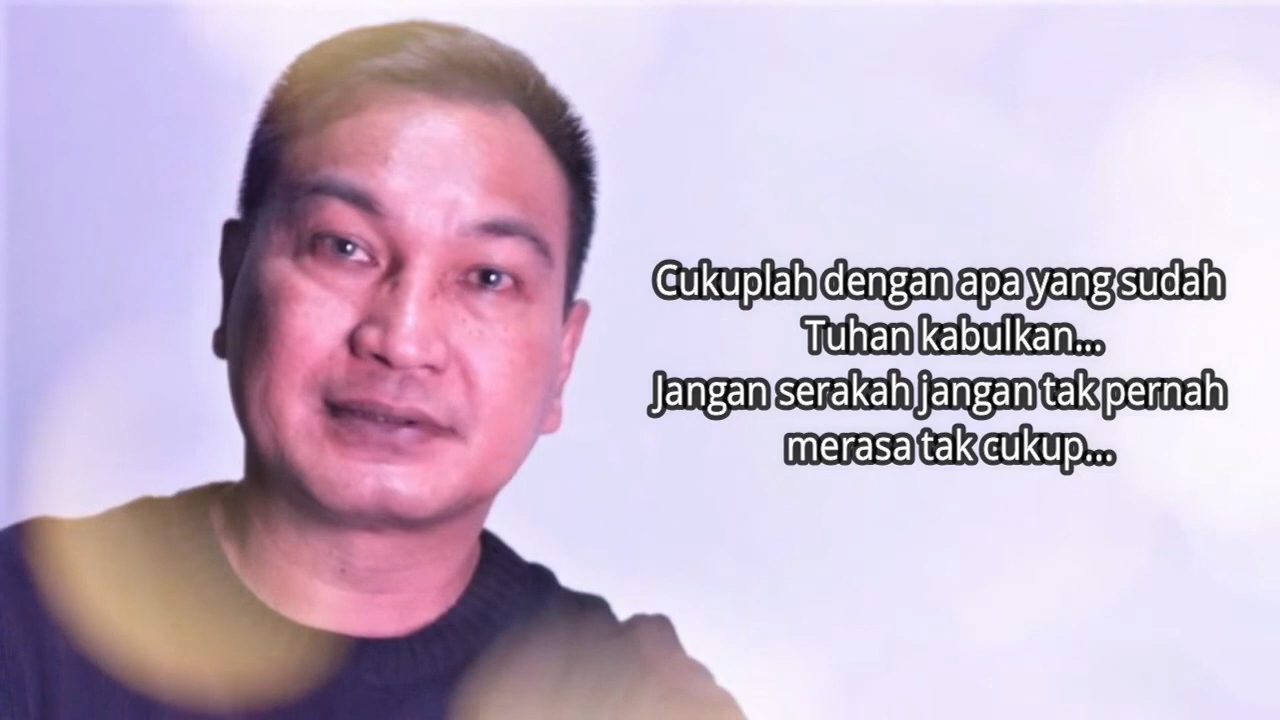 Cukuplah dengan apa yang sudah
Tuhan kabulkan...
Jangan serakah jangan tak pernah
merasa tak cukup...